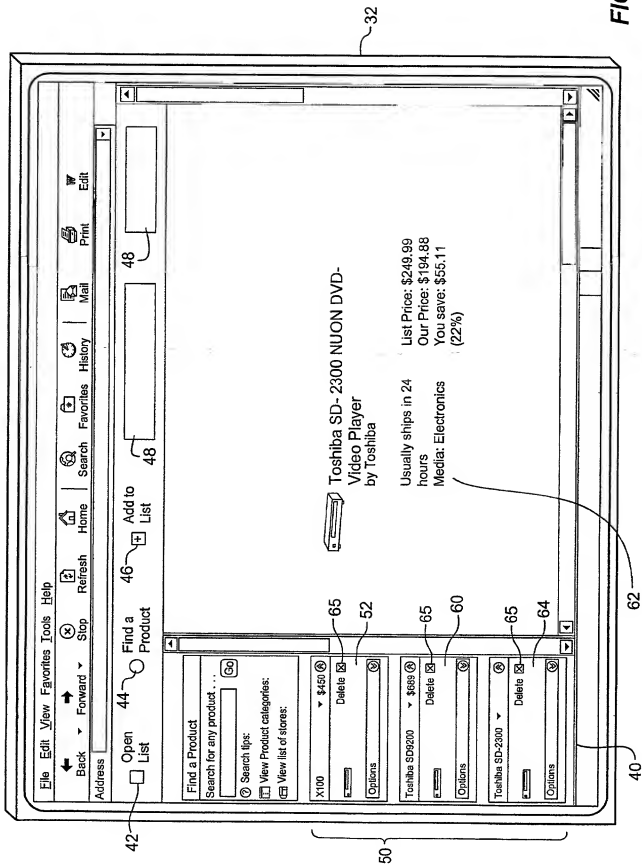 File Edit View Favorites Tools Help
Back Forward Stop Refresh Home Search Favorites History Mail Print Edit
Address
42 Open List
44 Find a Product
46 + Add to List
48
48
Find a Product
Search for any product . . .
Go
? Search tips:
View Product categories:
View list of stores:
X100 $450
Delete
65
Options
52
Toshiba SD9200 $689
Delete
65
Options
60
Toshiba SD-2300
Delete
65
Options
64
50
Toshiba SD- 2300 NUON DVD-
Video Player
by Toshiba
Usually ships in 24
hours
Media: Electronics
List Price: $249.99
Our Price: $194.88
You save: $55.11
(22%)
62
40
32